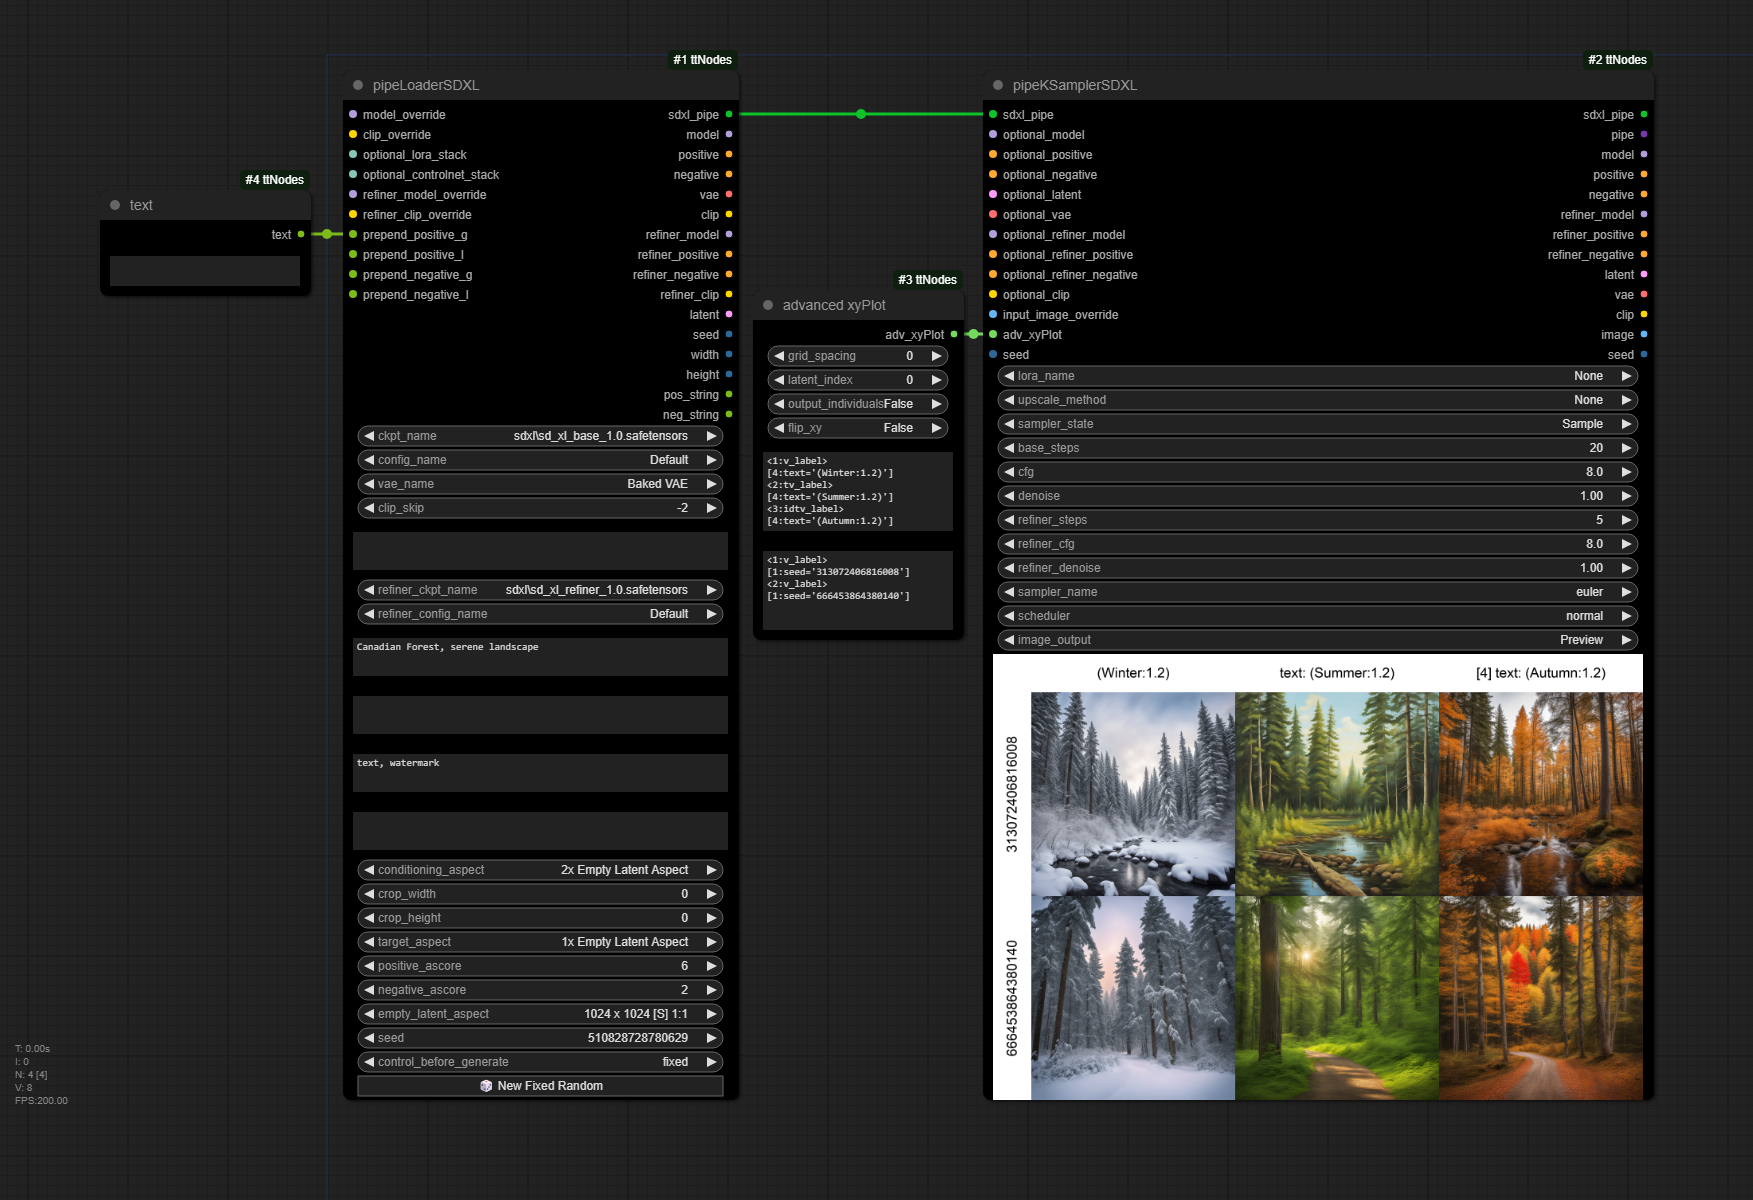 #4 ttNodes
text
text
#1 ttNodes
pipeLoaderSDXL
model_override sdxl_pipe
clip_override model
optional_lora_stack positive
optional_controlnet_stack negative
refiner_model_override vae
refiner_clip_override clip
prepend_positive_g refiner_model
prepend_positive_l refiner_positive
prepend_negative_g refiner_negative
prepend_negative_l refiner_clip
latent
seed
width
height
pos_string
neg_string
ckpt_name sdxl\sd_xl_base_1.0.safetensors
config_name Default
vae_name Baked VAE
clip_skip -2
refiner_ckpt_name sdxl\sd_xl_refiner_1.0.safetensors
refiner_config_name Default
Canadian Forest, serene landscape
text, watermark
conditioning_aspect 2x Empty Latent Aspect
crop_width 0
crop_height 0
target_aspect 1x Empty Latent Aspect
positive_ascore 6
negative_ascore 2
empty_latent_aspect 1024 x 1024 [S] 1:1
seed 510828728780629
control_before_generate fixed
New Fixed Random
#3 ttNodes
advanced xyPlot
adv_xyPlot
grid_spacing 0
latent_index 0
output_individuals False
flip_xy False
<1:v_label>
[4:text='(Winter:1.2)']
<2:tv_label>
[4:text='(Summer:1.2)']
<3:idtv_label>
[4:text='(Autumn:1.2)']
<1:v_label>
[1:seed='313072406816008']
<2:v_label>
[1:seed='666453864380140']
#2 ttNodes
pipeKSamplerSDXL
sdxl_pipe sdxl_pipe
optional_model pipe
optional_positive model
optional_negative positive
optional_latent negative
optional_vae refiner_model
optional_refiner_model refiner_positive
optional_refiner_positive refiner_negative
optional_refiner_negative latent
optional_clip vae
input_image_override clip
adv_xyPlot image
seed seed
lora_name None
upscale_method None
sampler_state Sample
base_steps 20
cfg 8.0
denoise 1.00
refiner_steps 5
refiner_cfg 8.0
refiner_denoise 1.00
sampler_name euler
scheduler normal
image_output Preview
(Winter:1.2) text: (Summer:1.2) [4] text: (Autumn:1.2)
313072406816008
666453864380140
T: 0.00s
I: 0
N: 4 [4]
V: 8
FPS:200.00